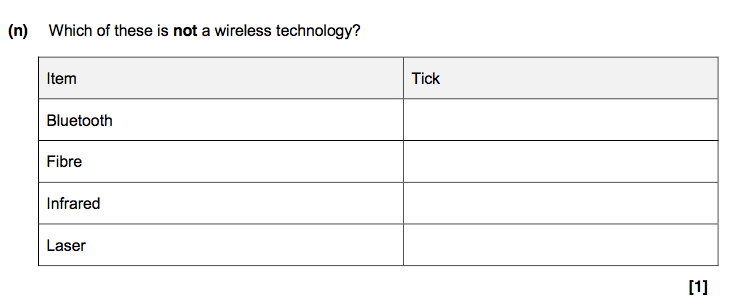 (n) Which of these is not a wireless technology?
Item Tick
Bluetooth
Fibre
Infrared
Laser
[1]